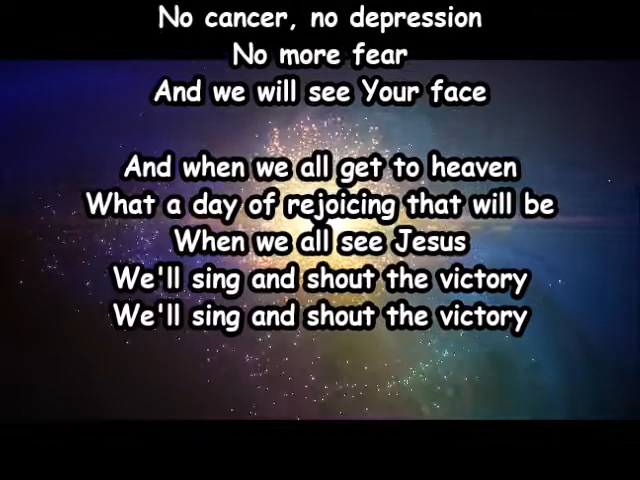 No cancer, no depression
No more fear
And we will see Your face
And when we all get to heaven
What a day of rejoicing that will be
When we all see Jesus
We'll sing and shout the victory
We'll sing and shout the victory